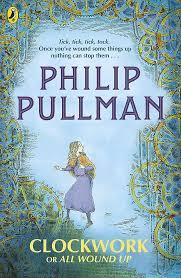 Tick, tick, tick, tock.
Once you've wound some things up
nothing can stop them . . .
PHILIP
PULLMAN
CLOCKWORK
OR ALL WOUND UP